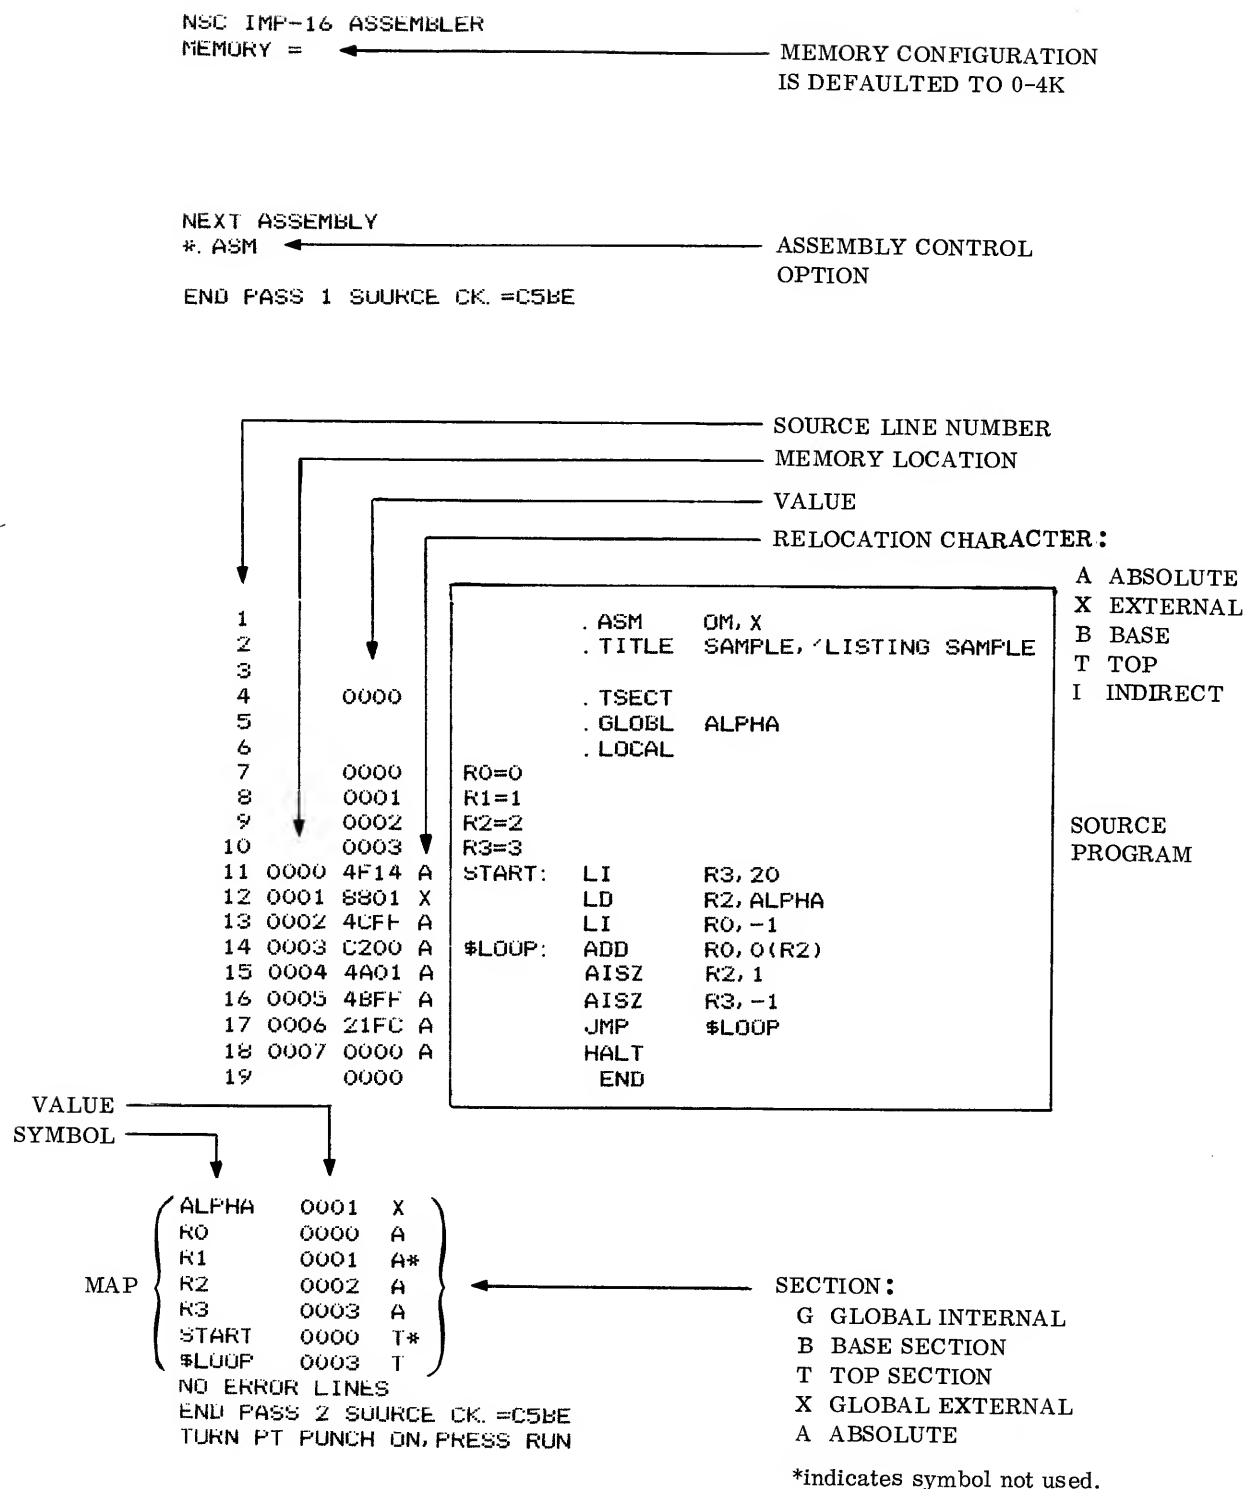 NSC IMP-16 ASSEMBLER
MEMORY =
MEMORY CONFIGURATION
IS DEFAULTED TO 0-4K
NEXT ASSEMBLY
*. ASM
ASSEMBLY CONTROL
OPTION
END PASS 1 SOURCE CK. =C5BE
SOURCE LINE NUMBER
MEMORY LOCATION
VALUE
RELOCATION CHARACTER:
A ABSOLUTE
X EXTERNAL
B BASE
T TOP
I INDIRECT
1 . ASM OM, X
2 . TITLE SAMPLE, 'LISTING SAMPLE
3
4 0000 . TSECT
5 . GLOBL ALPHA
6 . LOCAL
7 0000 R0=0
8 0001 R1=1
9 0002 R2=2
10 0003 R3=3
11 0000 4F14 A START: LI R3, 20
12 0001 8801 X LD R2, ALPHA
13 0002 4CFF A LI R0, -1
14 0003 C200 A $LOOP: ADD R0, 0(R2)
15 0004 4A01 A AISZ R2, 1
16 0005 4BFF A AISZ R3, -1
17 0006 21FC A JMP $LOOP
18 0007 0000 A HALT
19 0000 END
SOURCE
PROGRAM
VALUE
SYMBOL
MAP
ALPHA 0001 X
R0 0000 A
R1 0001 A*
R2 0002 A
R3 0003 A
START 0000 T*
$LOOP 0003 T
NO ERROR LINES
END PASS 2 SOURCE CK. =C5BE
TURN PT PUNCH ON, PRESS RUN
SECTION:
G GLOBAL INTERNAL
B BASE SECTION
T TOP SECTION
X GLOBAL EXTERNAL
A ABSOLUTE
*indicates symbol not used.